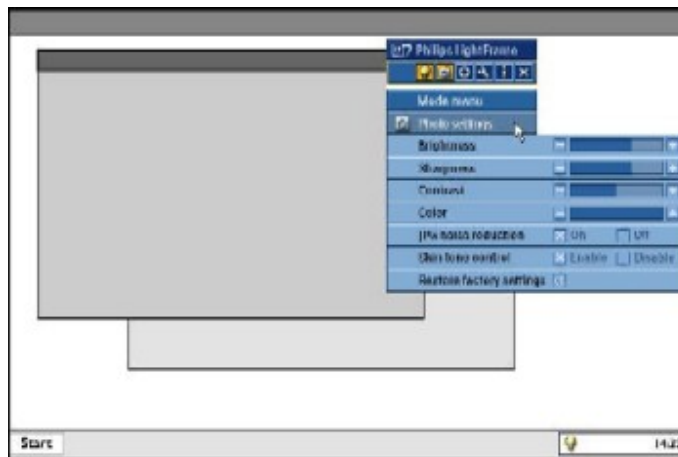 Philips LightFrame
Mode menu
Photo settings
Brightness
Sharpness
Contrast
Color
JPG noise reduction On Off
Skin tone control Enable Disable
Restore factory settings
Start